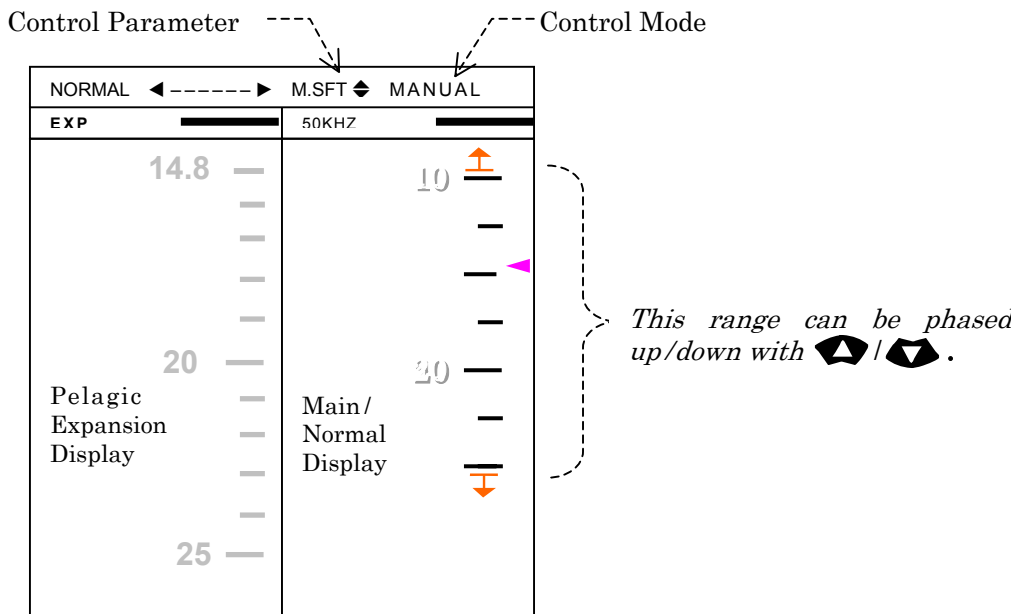 Control Parameter
Control Mode
NORMAL M.SFT MANUAL
EXP
50KHZ
14.8
20
25
Pelagic
Expansion
Display
10
20
Main/
Normal
Display
This range can be phased
up/down with / .